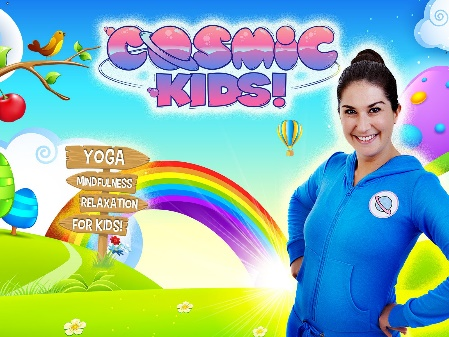 COSMiC
KIDS!
YOGA
MINDFULNESS
RELAXATION
FOR KIDS!